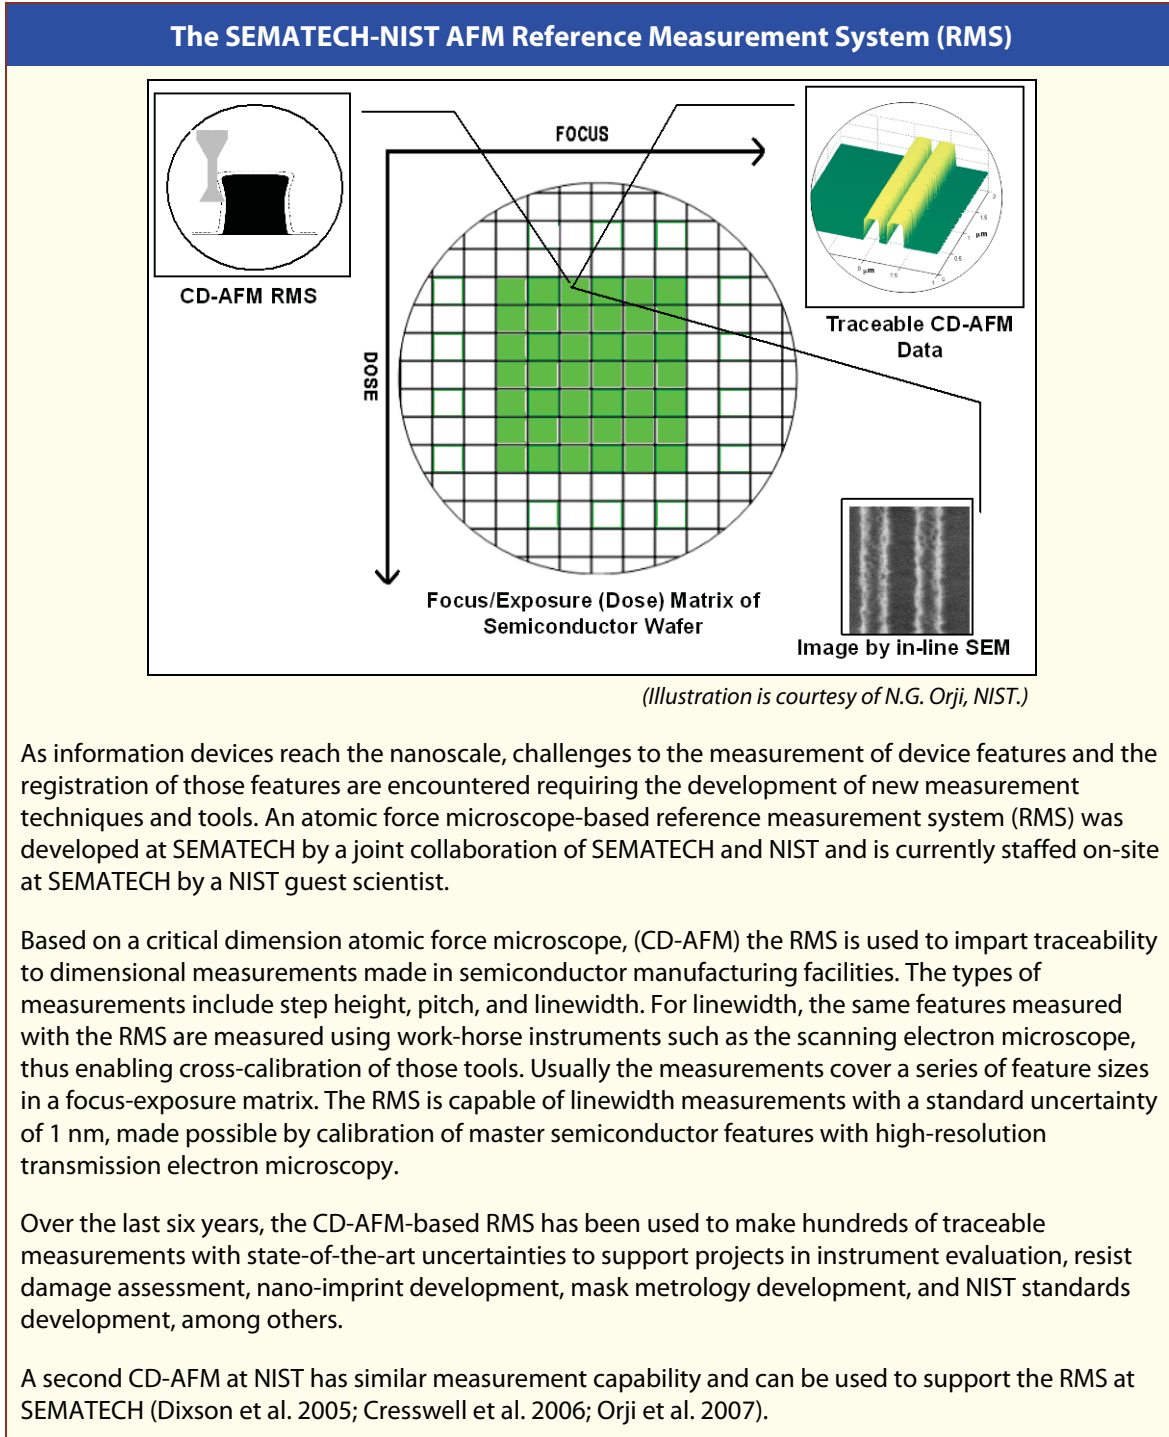 The SEMATECH-NIST AFM Reference Measurement System (RMS)
FOCUS
DOSE
CD-AFM RMS
2
1.5
1
μm
0.5
0
0
μm
0.5
1
Traceable CD-AFM
Data
Focus/Exposure (Dose) Matrix of
Semiconductor Wafer
Image by in-line SEM
(Illustration is courtesy of N.G. Orji, NIST.)
As information devices reach the nanoscale, challenges to the measurement of device features and the
registration of those features are encountered requiring the development of new measurement
techniques and tools. An atomic force microscope-based reference measurement system (RMS) was
developed at SEMATECH by a joint collaboration of SEMATECH and NIST and is currently staffed on-site
at SEMATECH by a NIST guest scientist.
Based on a critical dimension atomic force microscope, (CD-AFM) the RMS is used to impart traceability
to dimensional measurements made in semiconductor manufacturing facilities. The types of
measurements include step height, pitch, and linewidth. For linewidth, the same features measured
with the RMS are measured using work-horse instruments such as the scanning electron microscope,
thus enabling cross-calibration of those tools. Usually the measurements cover a series of feature sizes
in a focus-exposure matrix. The RMS is capable of linewidth measurements with a standard uncertainty
of 1 nm, made possible by calibration of master semiconductor features with high-resolution
transmission electron microscopy.
Over the last six years, the CD-AFM-based RMS has been used to make hundreds of traceable
measurements with state-of-the-art uncertainties to support projects in instrument evaluation, resist
damage assessment, nano-imprint development, mask metrology development, and NIST standards
development, among others.
A second CD-AFM at NIST has similar measurement capability and can be used to support the RMS at
SEMATECH (Dixson et al. 2005; Cresswell et al. 2006; Orji et al. 2007).